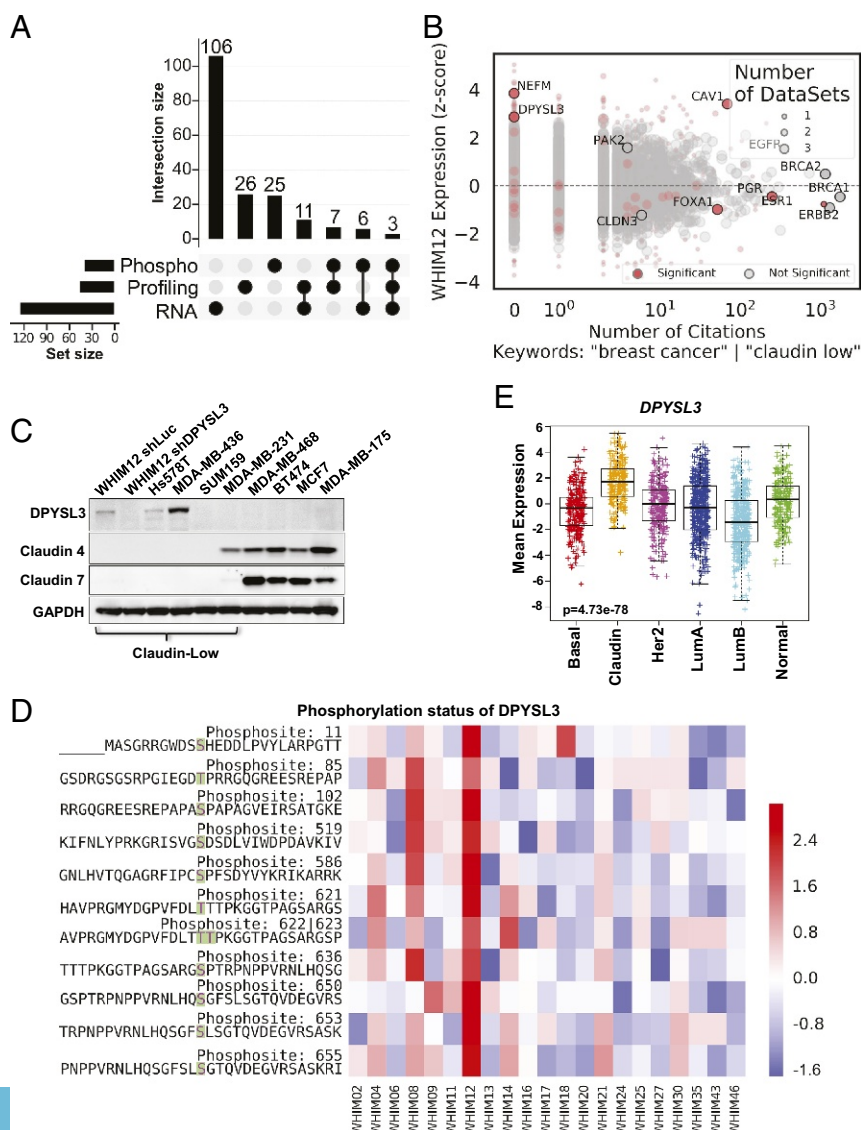 A
106
100
80
60
40
20
0
Intersection size
26
25
11
7
6
3
Phospho
Profiling
RNA
120 90 60 30 0
Set size
B
WHIM12 Expression (z-score)
4
2
0
−2
−4
NEFM
DPYSL3
CAV1
PAK2
CLDN3
FOXA1
EGFR
BRCA2
PGR
ESR1
BRCA1
ERBB2
Number
of DataSets
1
2
3
Significant
Not Significant
0 10⁰ 10¹ 10² 10³
Number of Citations
Keywords: "breast cancer" | "claudin low"
C
WHIM12 shLuc
WHIM12 shDPYSL3
Hs578T
MDA-MB-436
SUM159
MDA-MB-231
MDA-MB-468
BT474
MCF7
MDA-MB-175
DPYSL3
Claudin 4
Claudin 7
GAPDH
Claudin-Low
E
DPYSL3
Mean Expression
6
4
2
0
-2
-4
-6
-8
p=4.73e-78
Basal
Claudin
Her2
LumA
LumB
Normal
D
Phosphorylation status of DPYSL3
Phosphosite: 11
______MASGRRGWDSSHEDDLPVYLARPGTT
Phosphosite: 85
GSDRGSGSRPGIEGDTPRRGQGREESREPAP
Phosphosite: 102
RRGQGREESREPAPASPAPAGVEIRSATGKE
Phosphosite: 519
KIFNLYPRKGRISVGSDSDLVIWDPDAVKIV
Phosphosite: 586
GNLHVTQGAGRFIPCSPFSDYVYKRIKARRK
Phosphosite: 621
HAVPRGMYDGPVFDLTTTPKGGTPAGSARGS
Phosphosite: 622|623
AVPRGMYDGPVFDLTTTPKGGTPAGSARGSP
Phosphosite: 636
TTTPKGGTPAGSARGSPTRPNPPVRNLHQSG
Phosphosite: 650
GSPTRPNPPVRNLHQSGFSLSGTQVDEGVRS
Phosphosite: 653
TRPNPPVRNLHQSGFSLSGTQVDEGVRSASK
Phosphosite: 655
PNPPVRNLHQSGFSLSGTQVDEGVRSASKRI
WHIM02
WHIM04
WHIM06
WHIM08
WHIM09
WHIM11
WHIM12
WHIM13
WHIM14
WHIM16
WHIM17
WHIM18
WHIM20
WHIM21
WHIM24
WHIM25
WHIM27
WHIM30
WHIM35
WHIM43
WHIM46
2.4
1.6
0.8
0.0
-0.8
-1.6